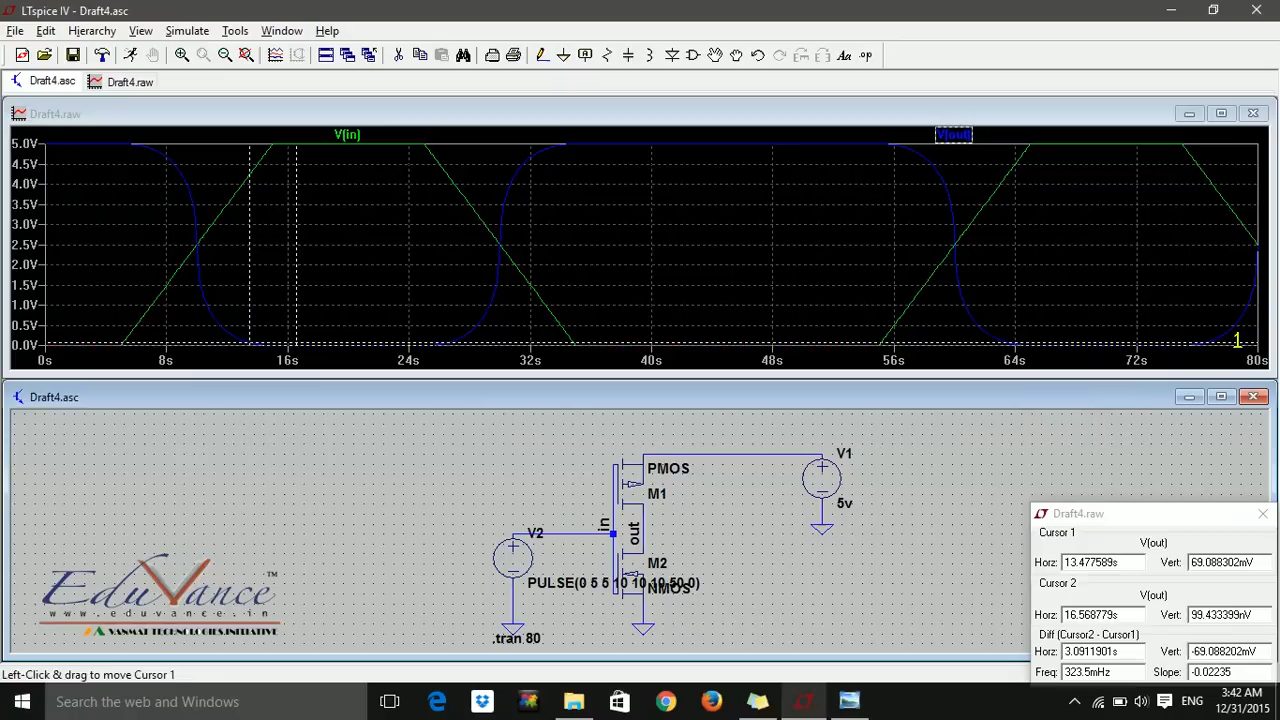 LTspice IV - Draft4.asc
File Edit Hierarchy View Simulate Tools Window Help
Draft4.asc Draft4.raw
Draft4.raw
V(in) V(out)
5.0V
4.5V
4.0V
3.5V
3.0V
2.5V
2.0V
1.5V
1.0V
0.5V
0.0V
1
0s 8s 16s 24s 32s 40s 48s 56s 64s 72s 80s
Draft4.asc
V1
5v
PMOS
M1
in
out
V2
M2
PULSE(0 5 5 10 10 10 50 0)
NMOS
.tran 80
EduVance™
www.eduvance.in
A VANMAT TECHNOLOGIES INITIATIVE
Draft4.raw
Cursor 1
V(out)
Horz: 13.477589s Vert: 69.088302mV
Cursor 2
V(out)
Horz: 16.568779s Vert: 99.433399nV
Diff (Cursor2 - Cursor1)
Horz: 3.0911901s Vert: -69.088202mV
Freq: 323.5mHz Slope: -0.02235
Left-Click & drag to move Cursor 1
Search the web and Windows
ENG
3:42 AM
12/31/2015